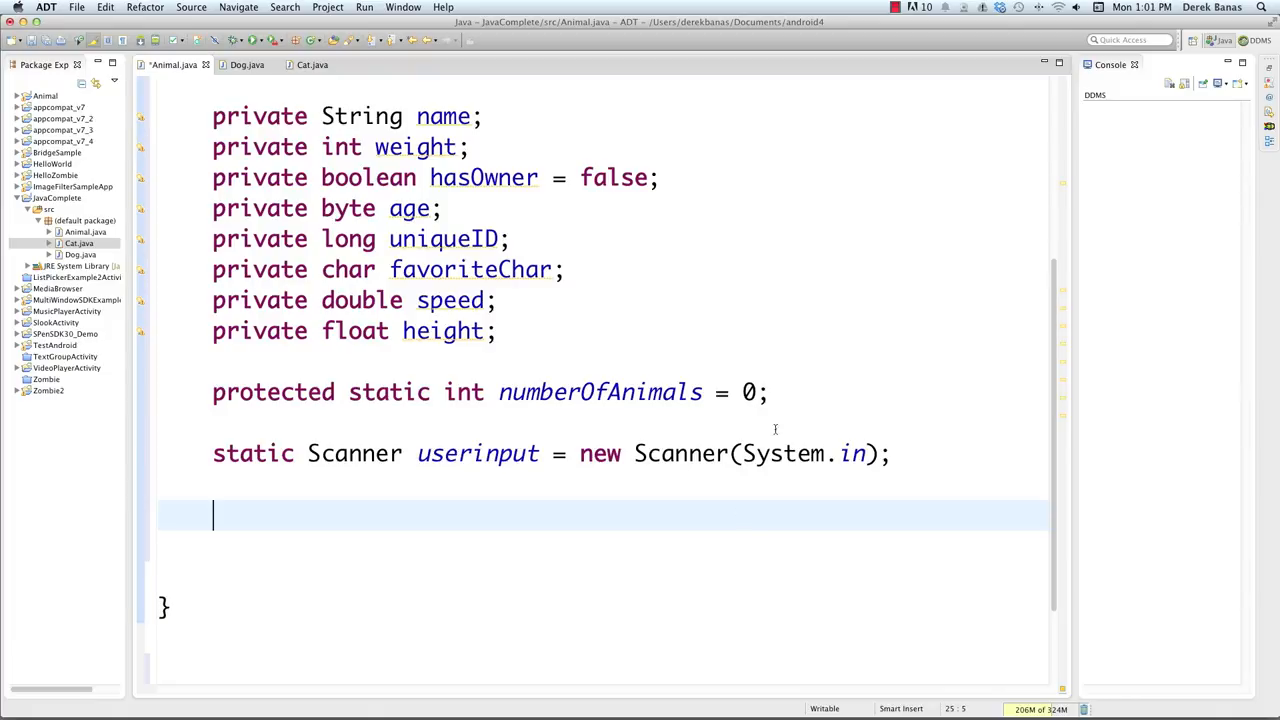 ADT File Edit Refactor Source Navigate Search Project Run Window Help 10 Mon 1:01 PM Derek Banas
Java – JavaComplete/src/Animal.java – ADT – /Users/derekbanas/Documents/android4
Quick Access Java DDMS
Package Exp
*Animal.java Dog.java Cat.java
Console
DDMS
Animal
appcompat_v7
appcompat_v7_2
appcompat_v7_3
appcompat_v7_4
BridgeSample
HelloWorld
HelloZombie
ImageFilterSampleApp
JavaComplete
src
(default package)
Animal.java
Cat.java
Dog.java
JRE System Library [Ja
ListPickerExample2Activi
MediaBrowser
MultiWindowSDKExample
MusicPlayerActivity
SlookActivity
SPenSDK30_Demo
TestAndroid
TextGroupActivity
VideoPlayerActivity
Zombie
Zombie2
private String name;
private int weight;
private boolean hasOwner = false;
private byte age;
private long uniqueID;
private char favoriteChar;
private double speed;
private float height;
protected static int numberOfAnimals = 0;
static Scanner userinput = new Scanner(System.in);
}
Writable Smart Insert 25 : 5 206M of 324M